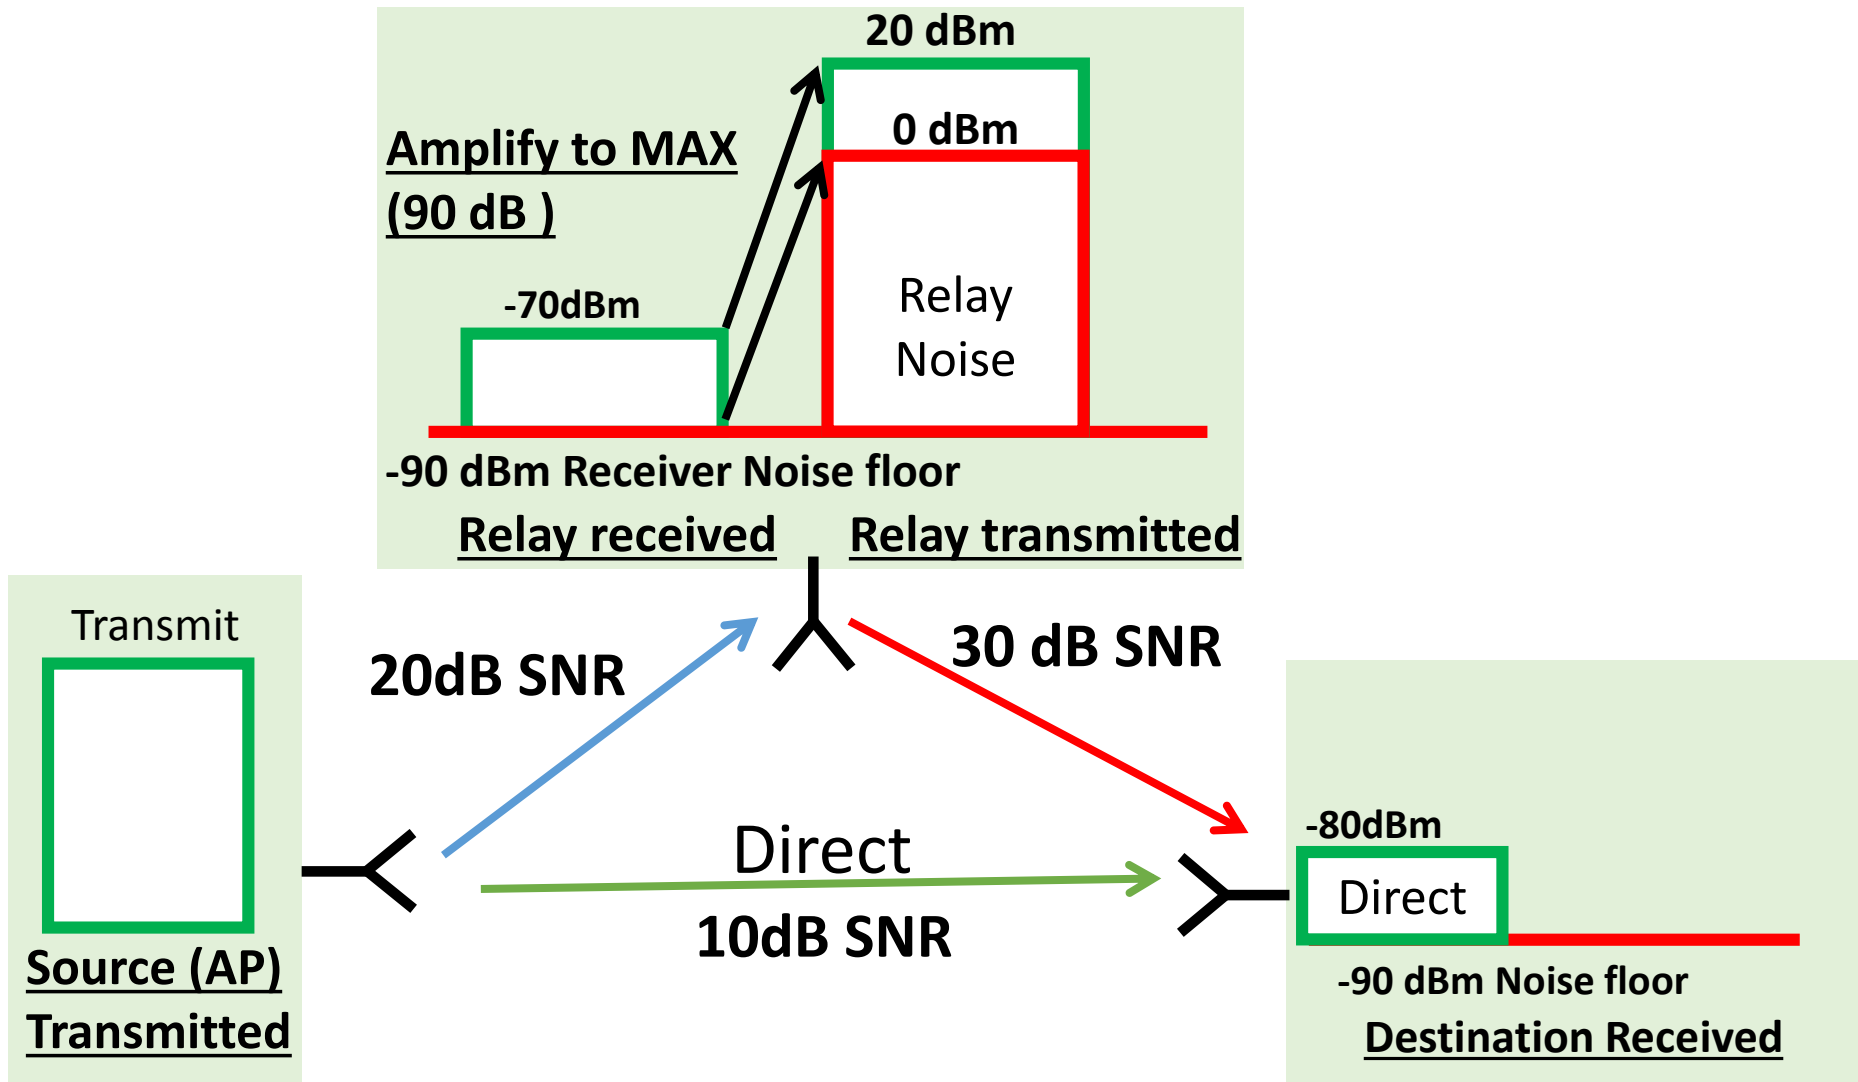 20 dBm
0 dBm
Amplify to MAX
(90 dB )
-70dBm
Relay
Noise
-90 dBm Receiver Noise floor
Relay received
Relay transmitted
Transmit
20dB SNR
30 dB SNR
Direct
10dB SNR
-80dBm
Direct
-90 dBm Noise floor
Destination Received
Source (AP)
Transmitted